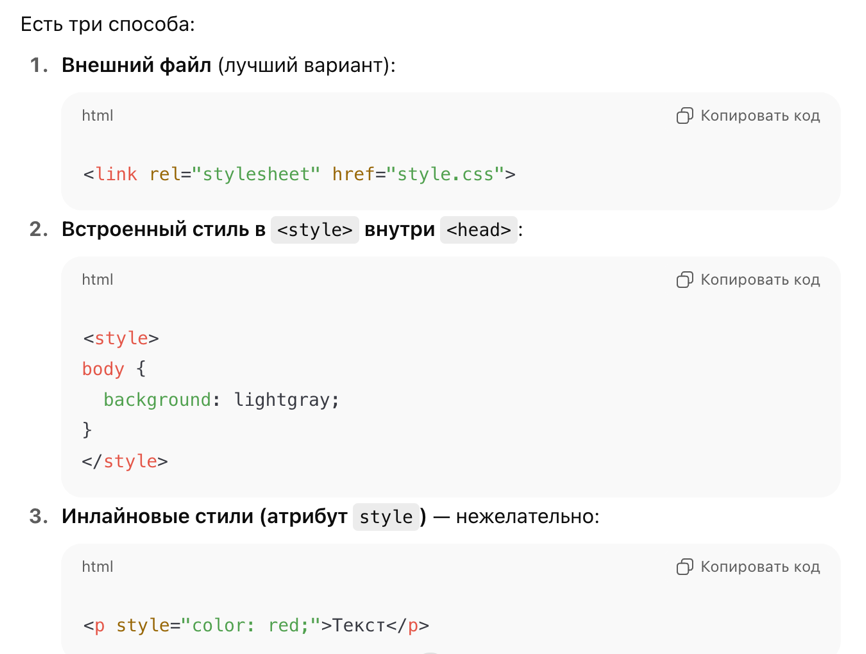 Есть три способа:
1. Внешний файл (лучший вариант):
html Копировать код
<link rel="stylesheet" href="style.css">
2. Встроенный стиль в <style> внутри <head>:
html Копировать код
<style>
body {
  background: lightgray;
}
</style>
3. Инлайновые стили (атрибут style) — нежелательно:
html Копировать код
<p style="color: red;">Текст</p>